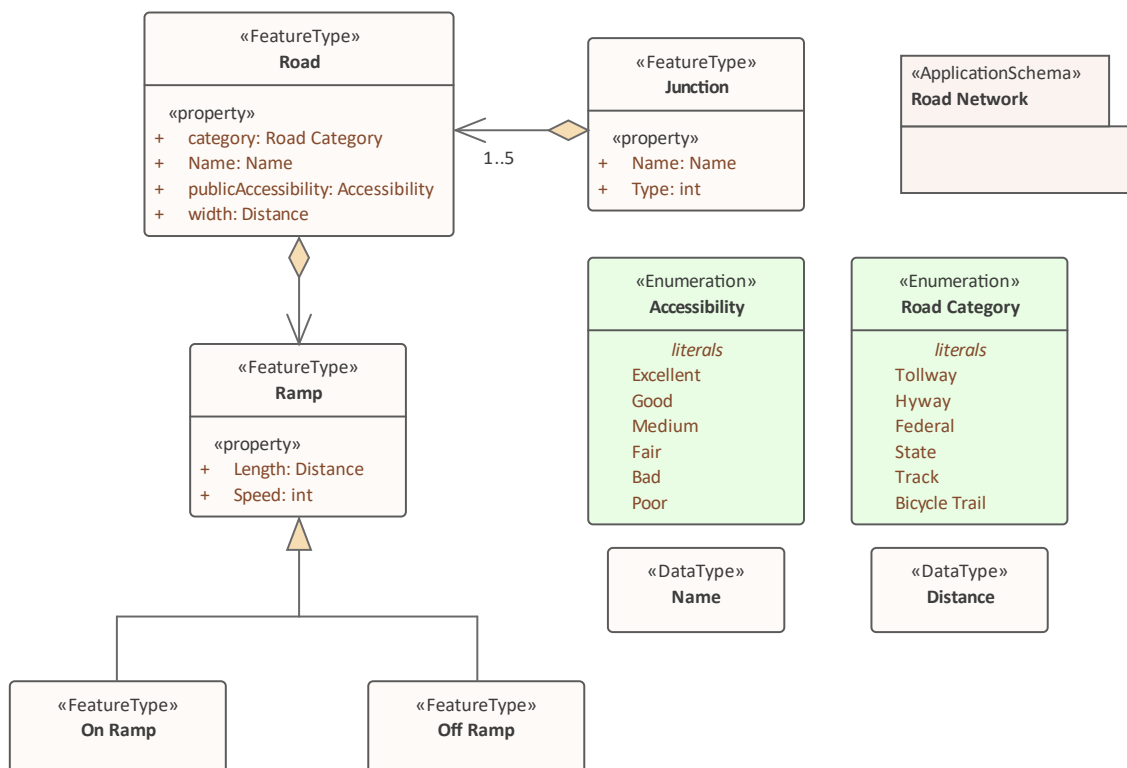 «FeatureType»
Road
«property»
+ category: Road Category
+ Name: Name
+ publicAccessibility: Accessibility
+ width: Distance
1..5
«FeatureType»
Junction
«property»
+ Name: Name
+ Type: int
«ApplicationSchema»
Road Network
«FeatureType»
Ramp
«property»
+ Length: Distance
+ Speed: int
«Enumeration»
Accessibility
literals
Excellent
Good
Medium
Fair
Bad
Poor
«Enumeration»
Road Category
literals
Tollway
Hyway
Federal
State
Track
Bicycle Trail
«DataType»
Name
«DataType»
Distance
«FeatureType»
On Ramp
«FeatureType»
Off Ramp